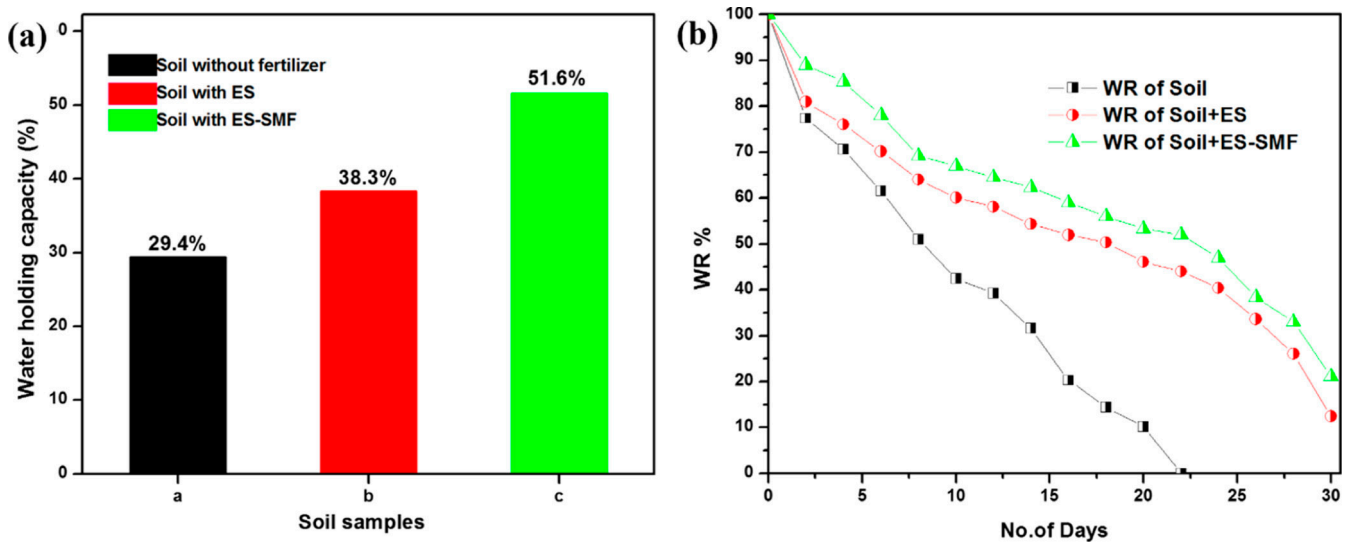 (a)
0
50
40
30
20
10
0
Water holding capacity (%)
Soil without fertilizer
Soil with ES
Soil with ES-SMF
29.4%
38.3%
51.6%
a
b
c
Soil samples
(b)
100
90
80
70
60
50
40
30
20
10
0
WR %
WR of Soil
WR of Soil+ES
WR of Soil+ES-SMF
0
5
10
15
20
25
30
No.of Days